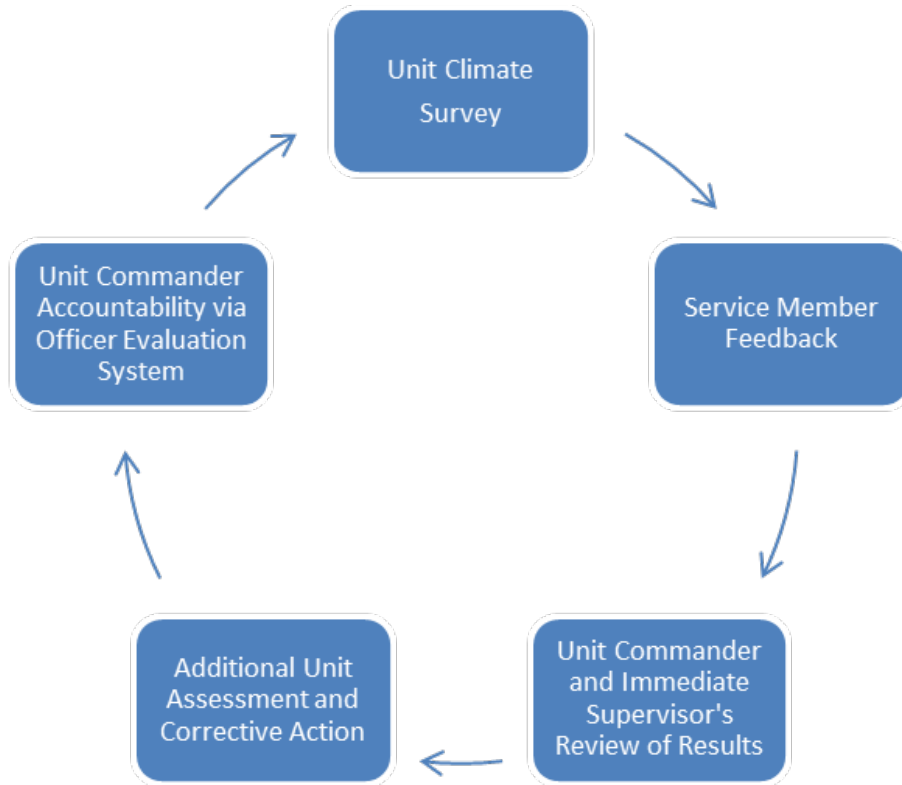 Unit Climate
Survey
Service Member
Feedback
Unit Commander
and Immediate
Supervisor's
Review of Results
Additional Unit
Assessment and
Corrective Action
Unit Commander
Accountability via
Officer Evaluation
System